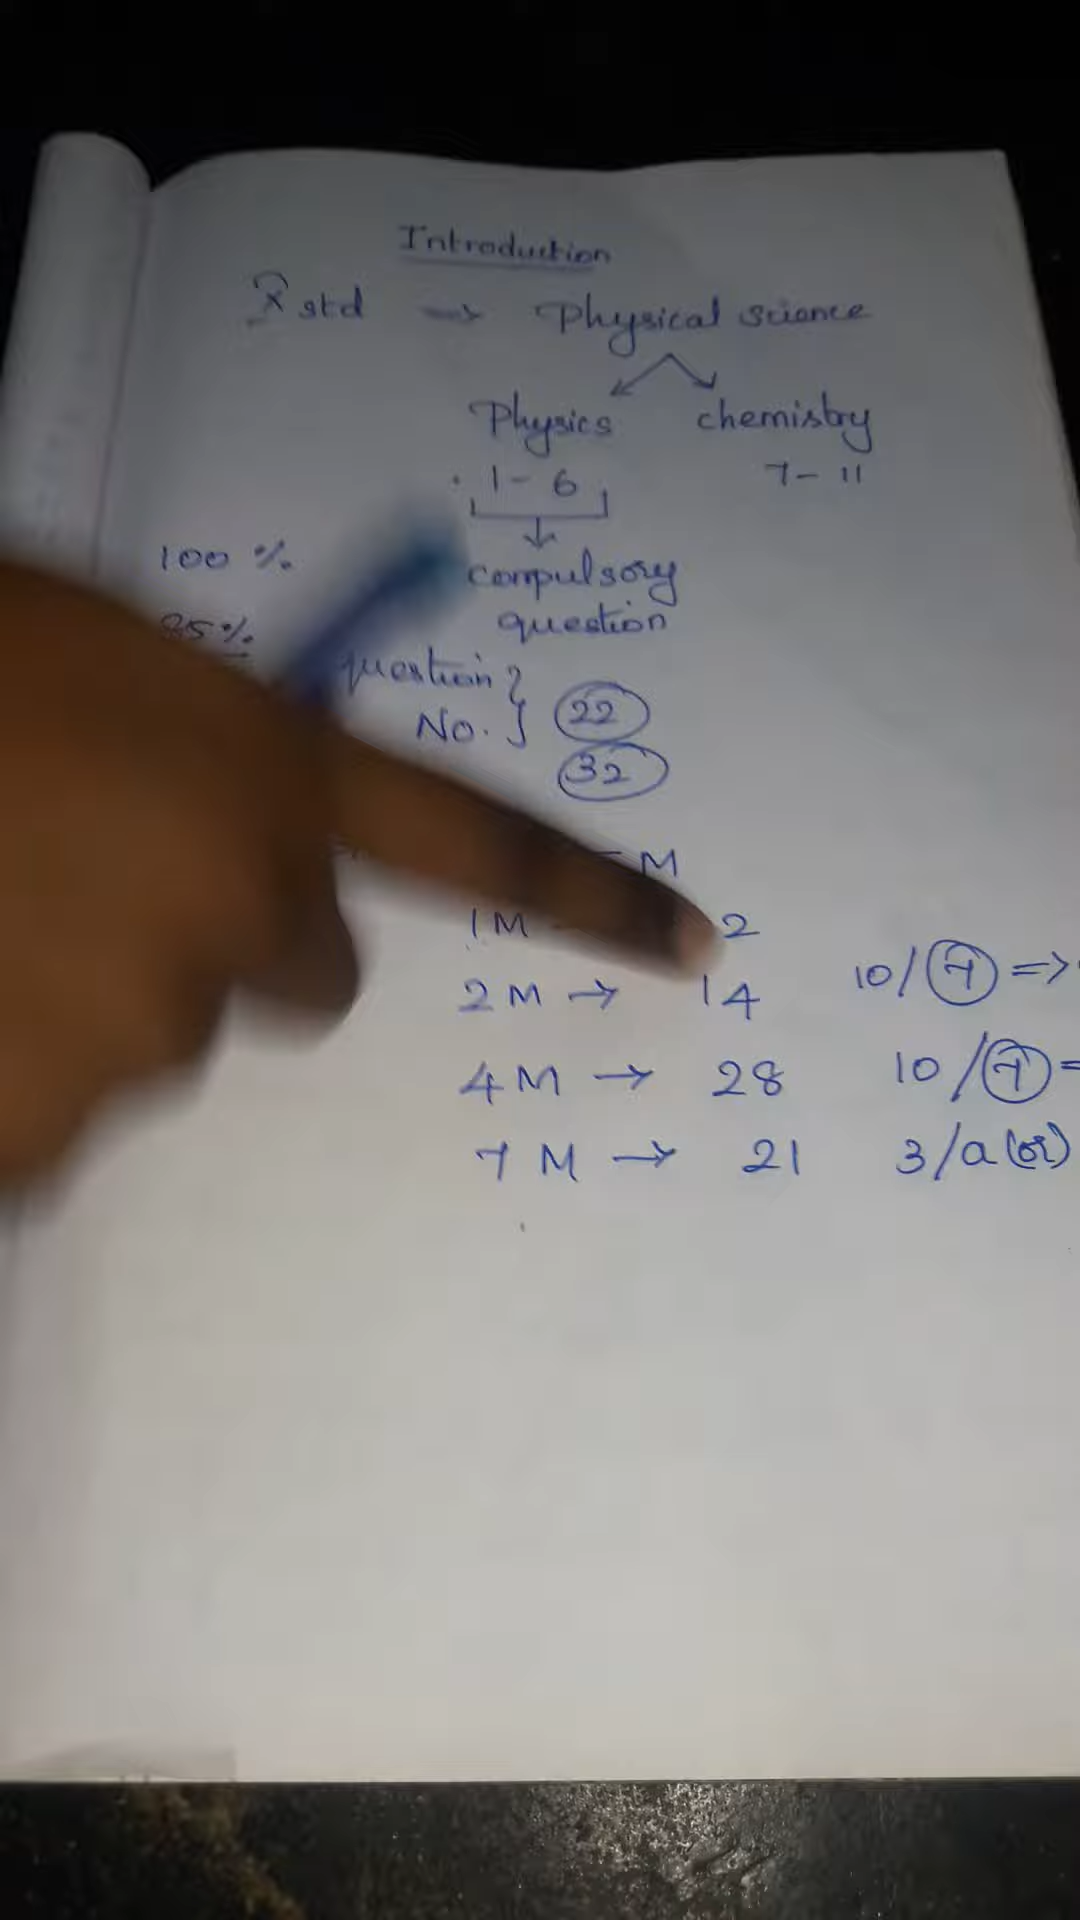 Introduction
X std => Physical science
Physics chemistry
1 - 6 7 - 11
100 %
compulsory
85%
question
question }
No. } 22
32
M
1M 2
2M → 14 10/7 =>
4M → 28 10/7 =
7M → 21 3/a (or)